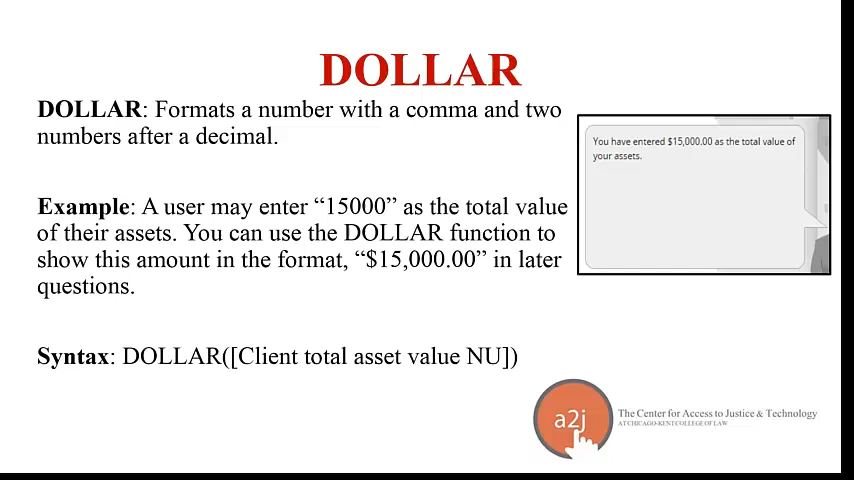 DOLLAR
DOLLAR: Formats a number with a comma and two
numbers after a decimal.
You have entered $15,000.00 as the total value of
your assets.
Example: A user may enter “15000” as the total value
of their assets. You can use the DOLLAR function to
show this amount in the format, “$15,000.00” in later
questions.
Syntax: DOLLAR([Client total asset value NU])
a2j
The Center for Access to Justice & Technology
AT CHICAGO-KENT COLLEGE OF LAW